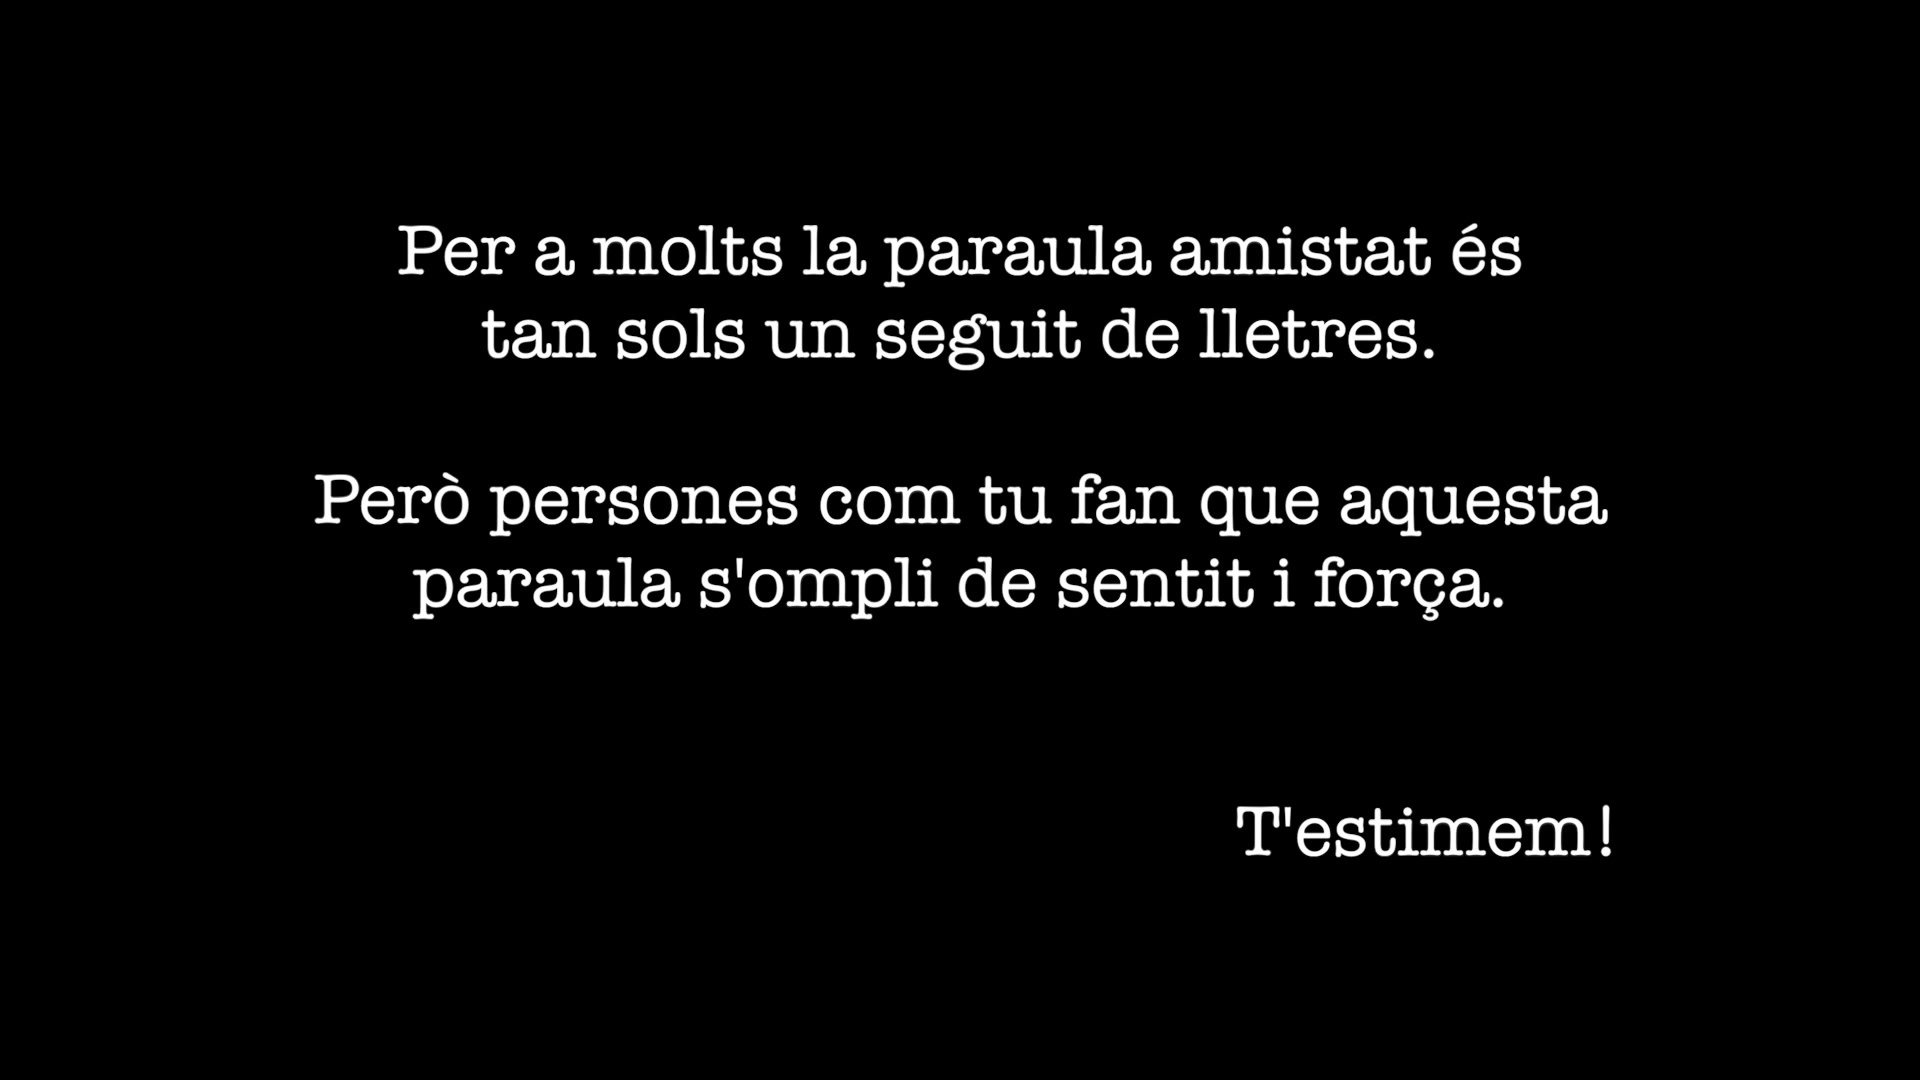 Per a molts la paraula amistat és
tan sols un seguit de lletres.
Però persones com tu fan que aquesta
paraula s'ompli de sentit i força.
T'estimem!